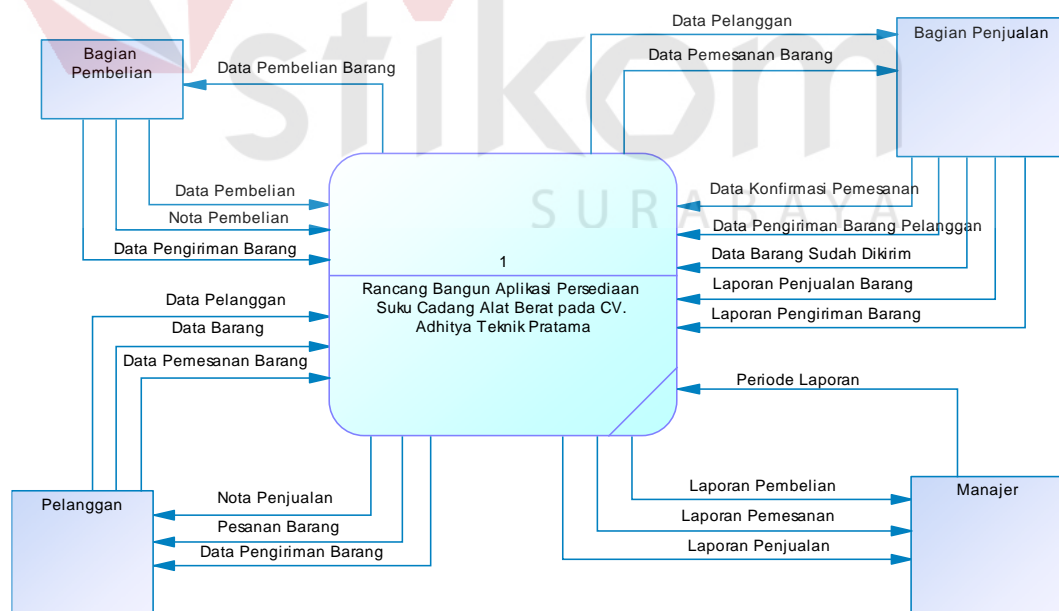 Data Pelanggan
Bagian Penjualan
Bagian
Pembelian
Data Pemesanan Barang
Data Pembelian Barang
stikom
SURABAYA
Data Pembelian
Nota Pembelian
Data Pengiriman Barang
Data Konfirmasi Pemesanan
Data Pengiriman Barang Pelanggan
Data Barang Sudah Dikirim
Laporan Penjualan Barang
Laporan Pengiriman Barang
1
Rancang Bangun Aplikasi Persediaan
Suku Cadang Alat Berat pada CV.
Adhitya Teknik Pratama
Data Pelanggan
Data Barang
Data Pemesanan Barang
Periode Laporan
Pelanggan
Nota Penjualan
Pesanan Barang
Data Pengiriman Barang
Laporan Pembelian
Laporan Pemesanan
Laporan Penjualan
Manajer